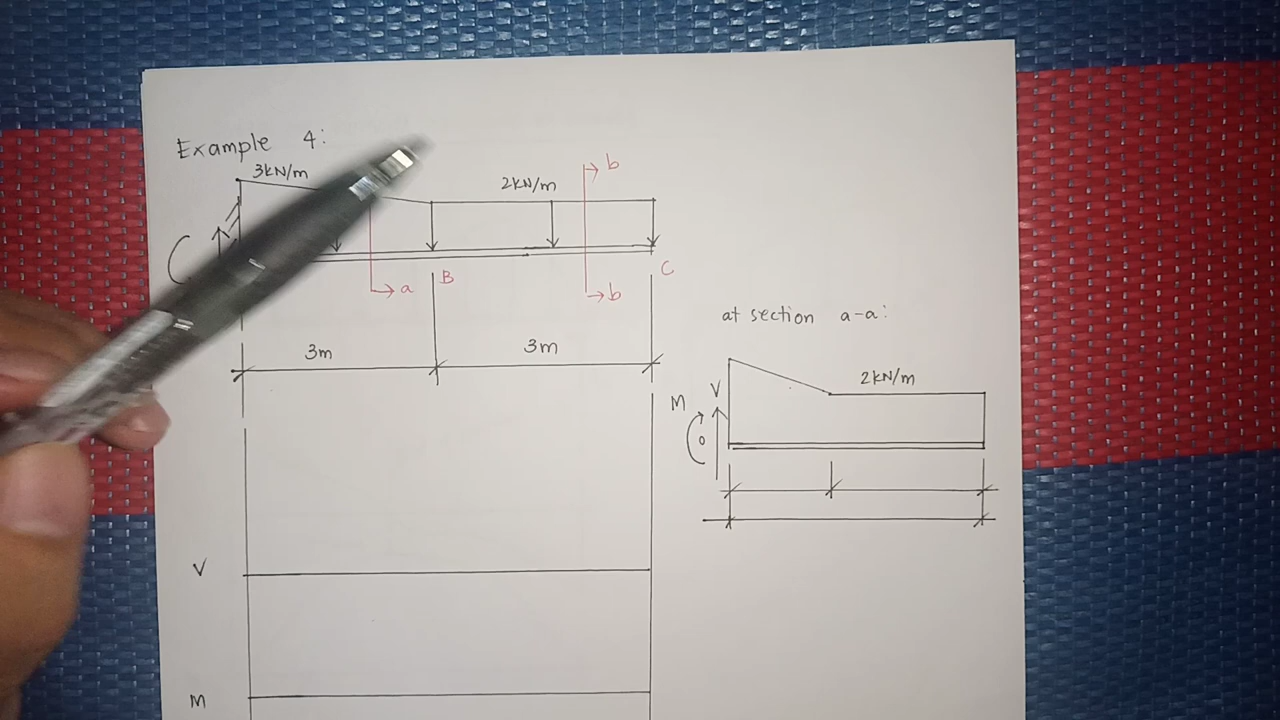 Example 4:
3kN/m
2kN/m
b
a
B
b
C
3m
3m
at section a-a:
2kN/m
M
V
o
V
M